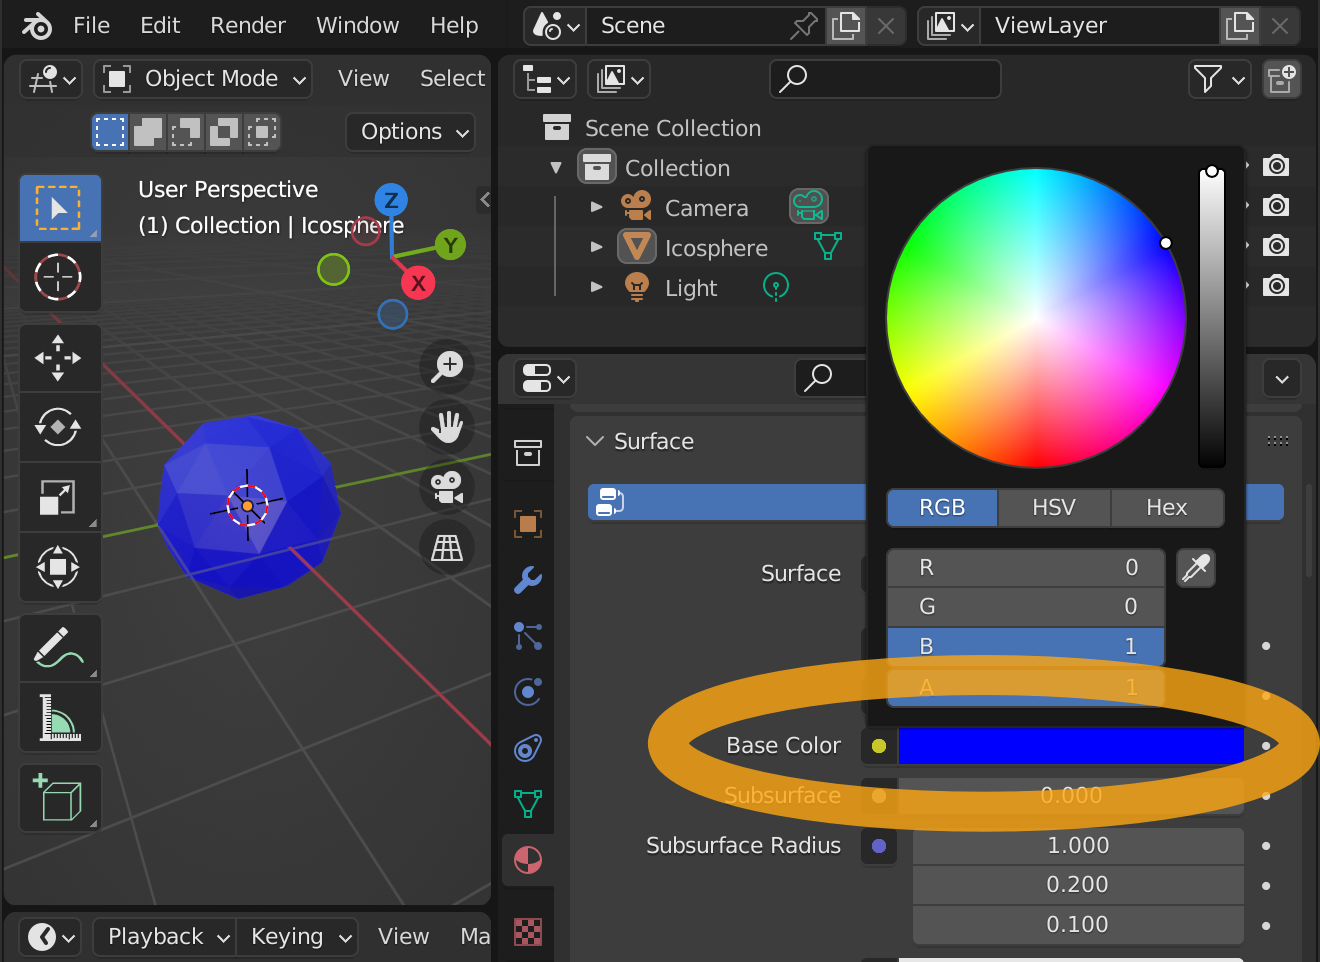 File Edit Render Window Help Scene ViewLayer
Object Mode View Select
Options
User Perspective
(1) Collection | Icosphere
Z
Y
X
Scene Collection
Collection
Camera
Icosphere
Light
Surface
RGB HSV Hex
Surface
R 0
G 0
B 1
A 1
Base Color
Subsurface 0.000
Subsurface Radius 1.000
0.200
0.100
Playback Keying View Ma